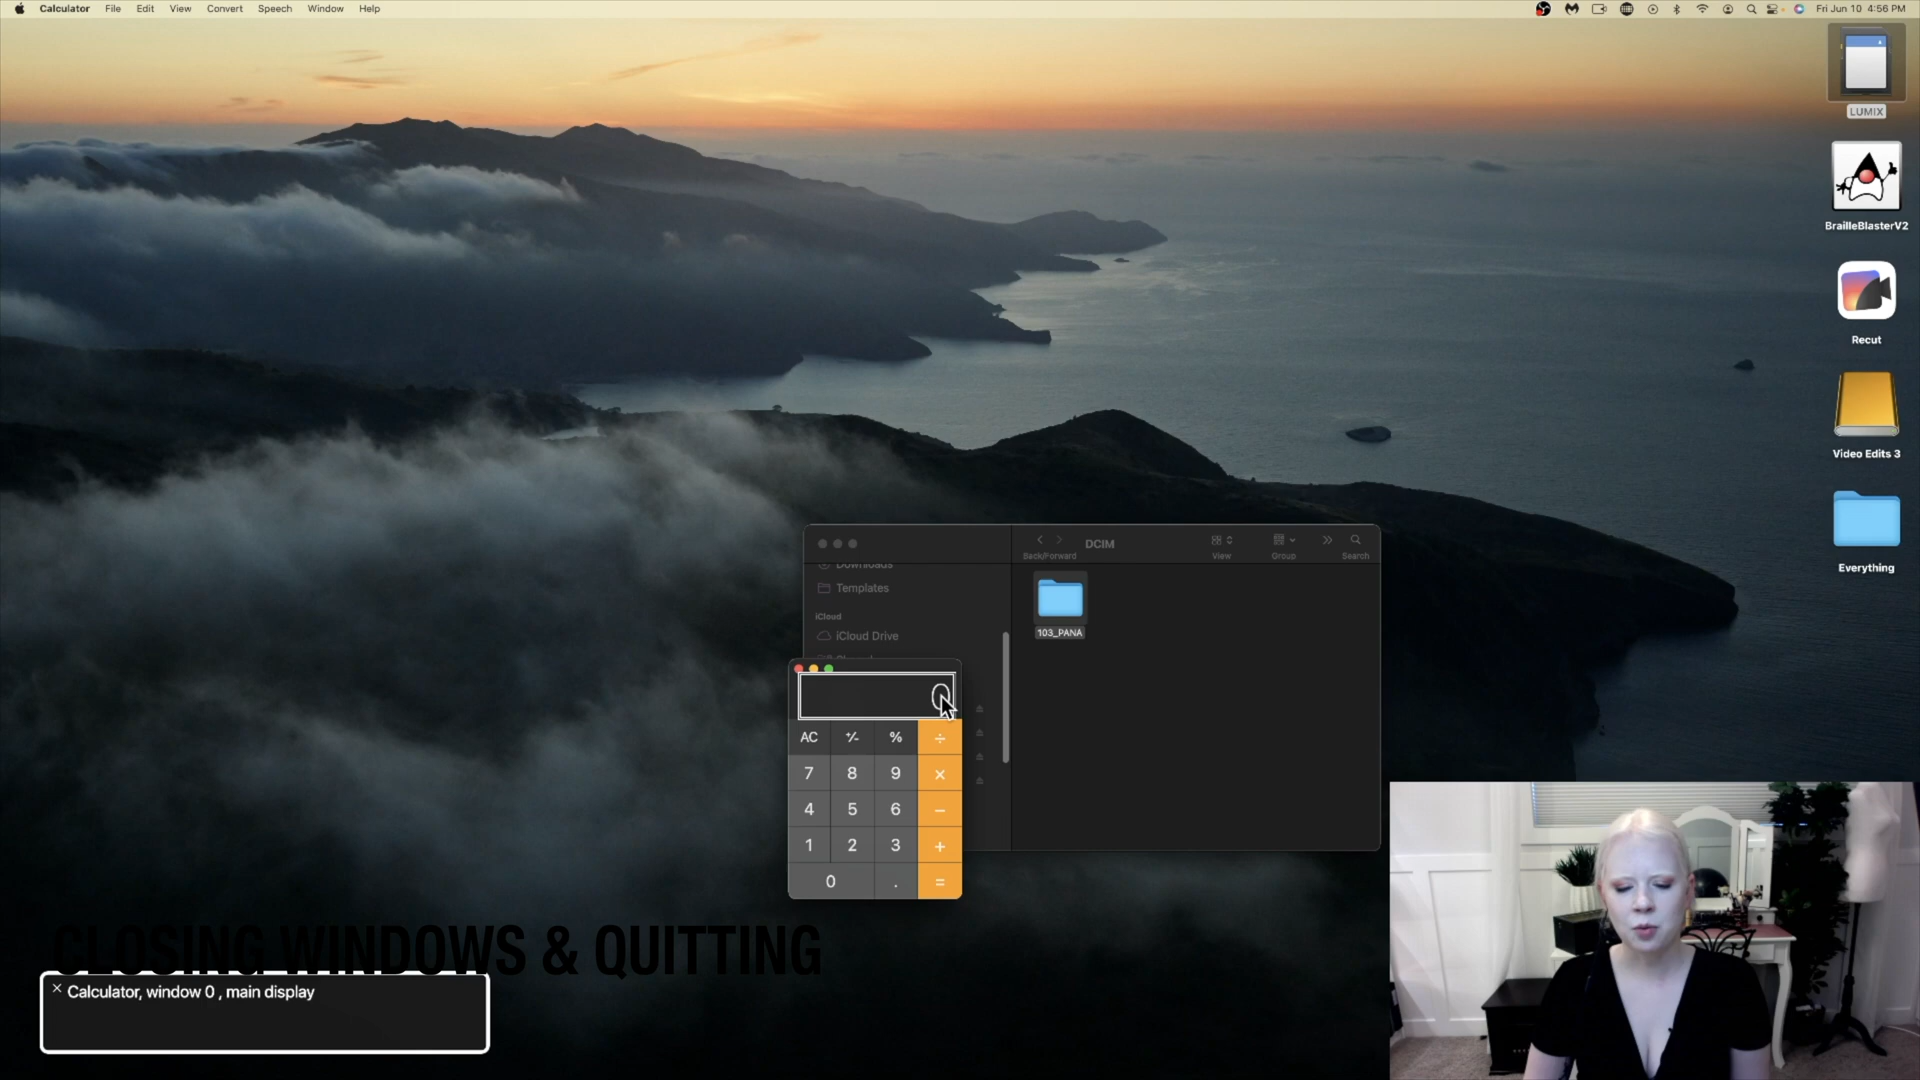 Calculator File Edit View Convert Speech Window Help Fri Jun 10 4:56 PM
LUMIX
BrailleBlasterV2
Recut
Video Edits 3
Everything
DCIM
Back/Forward View Group Search
Downloads
Templates
iCloud
iCloud Drive
103_PANA
0
AC +/- % ÷
7 8 9 ×
4 5 6 −
1 2 3 +
0 . =
CLOSING WINDOWS & QUITTING
× Calculator, window 0 , main display